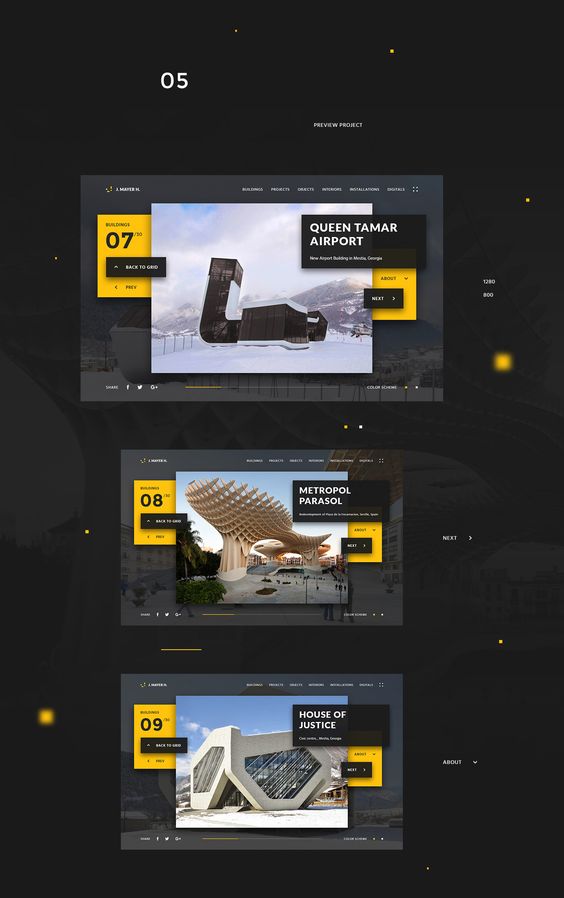 05
PREVIEW PROJECT
J. MAYER H.
BUILDINGS PROJECTS OBJECTS INTERIORS INSTALLATIONS DIGITALS
BUILDINGS
07/30
BACK TO GRID
PREV
QUEEN TAMAR
AIRPORT
New Airport Building in Mestia, Georgia
ABOUT
NEXT
SHARE
G+
COLOR SCHEME
1280
800
J. MAYER H.
BUILDINGS PROJECTS OBJECTS INTERIORS INSTALLATIONS DIGITALS
BUILDINGS
08/30
BACK TO GRID
PREV
METROPOL
PARASOL
Redevelopment of Plaza de la Encarnacion, Seville, Spain
ABOUT
NEXT
SHARE
G+
COLOR SCHEME
NEXT
J. MAYER H.
BUILDINGS PROJECTS OBJECTS INTERIORS INSTALLATIONS DIGITALS
BUILDINGS
09/30
BACK TO GRID
PREV
HOUSE OF
JUSTICE
Civic centre, Mestia, Georgia
ABOUT
NEXT
SHARE
G+
COLOR SCHEME
ABOUT